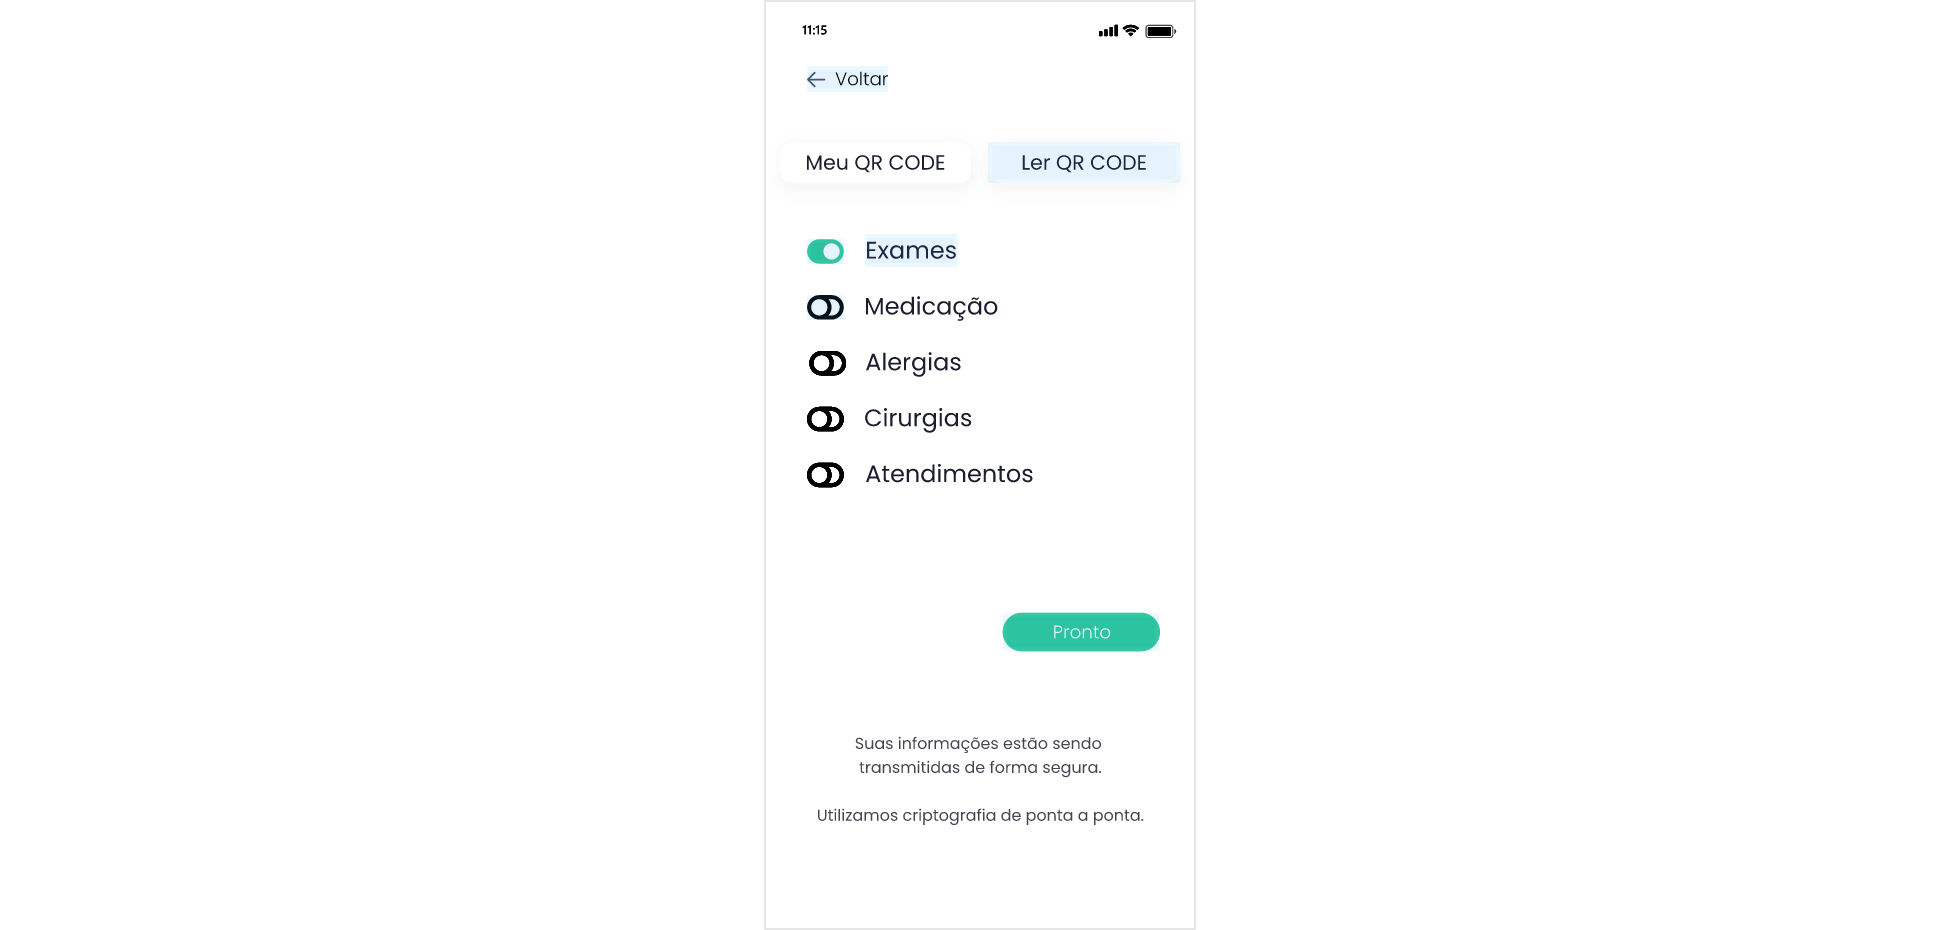 11:15
Voltar
Meu QR CODE
Ler QR CODE
Exames
Medicação
Alergias
Cirurgias
Atendimentos
Pronto
Suas informações estão sendo
transmitidas de forma segura.
Utilizamos criptografia de ponta a ponta.